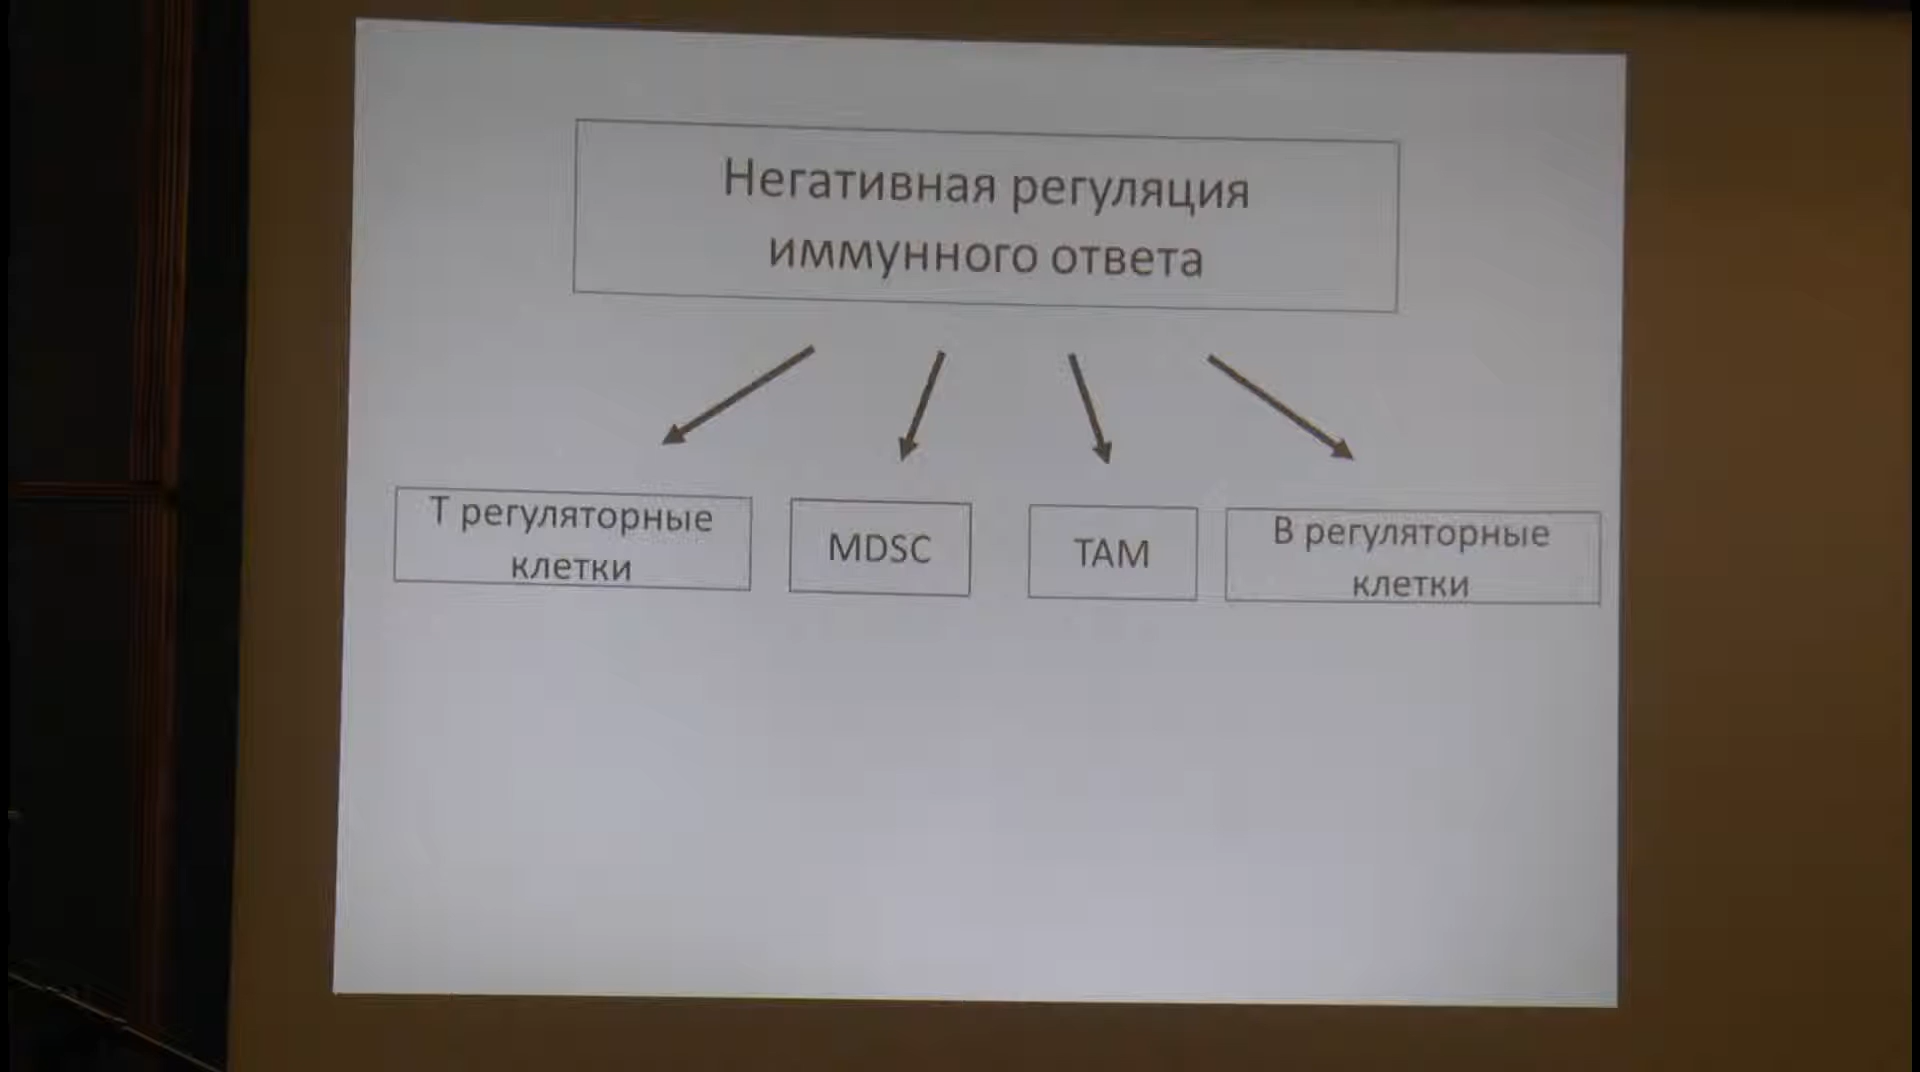 Негативная регуляция
иммунного ответа
Т регуляторные
клетки
MDSC
TAM
В регуляторные
клетки